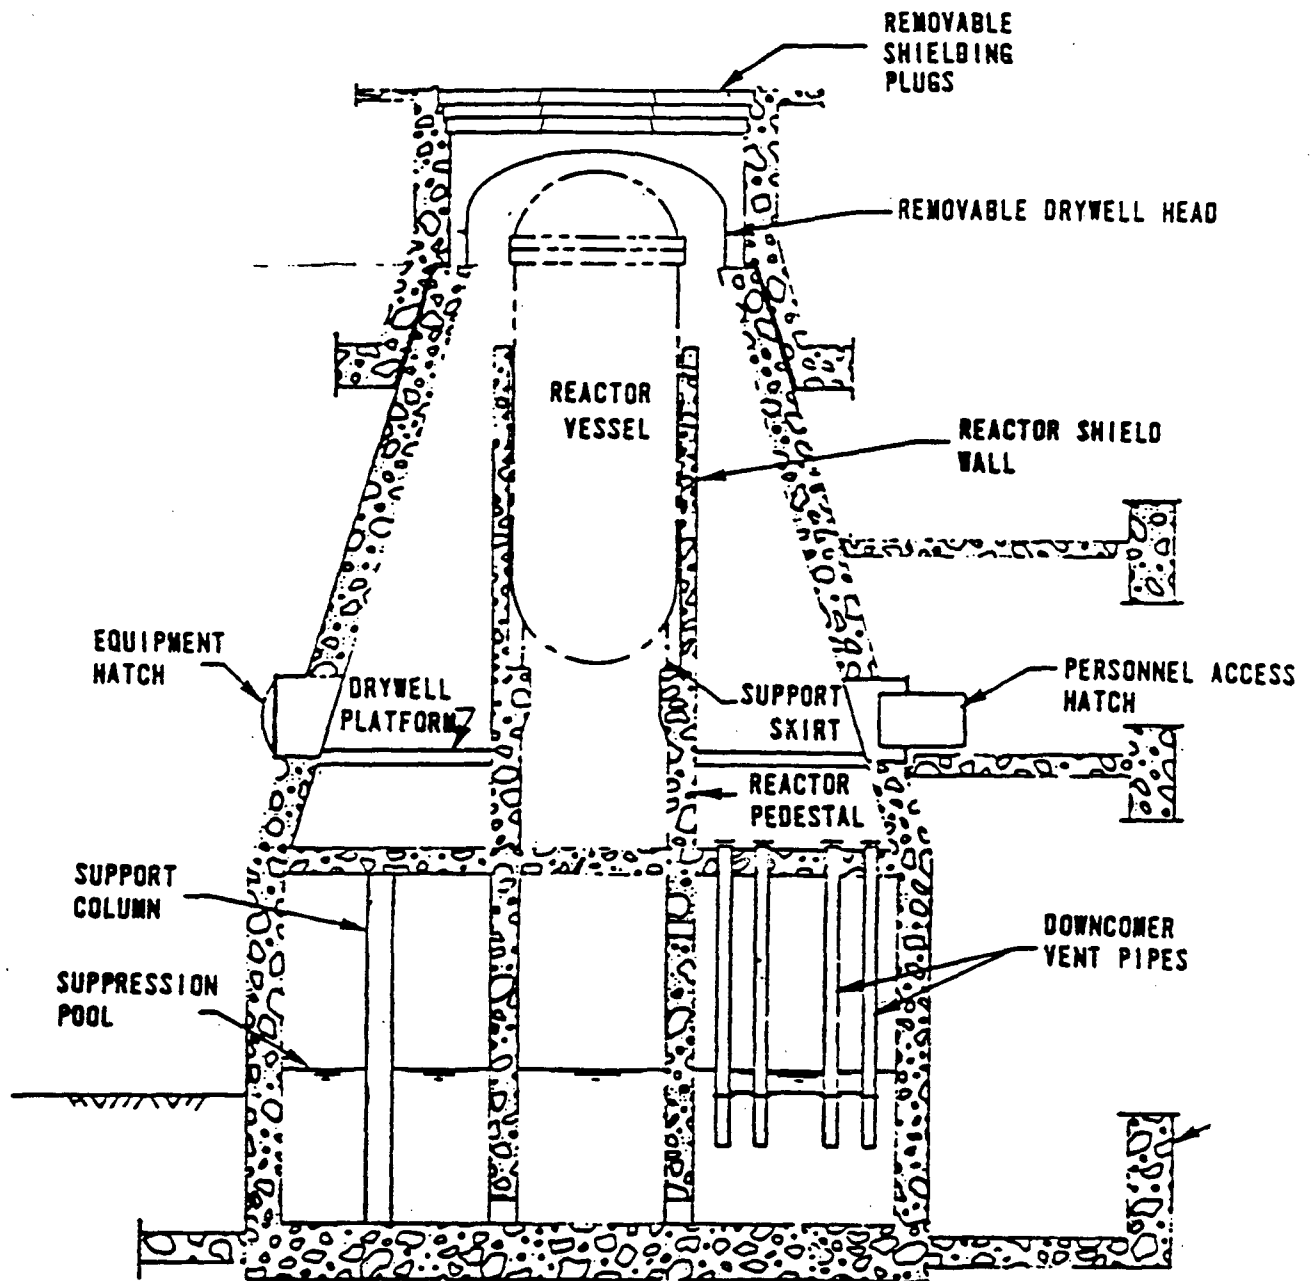 REMOVABLE
SHIELDING
PLUGS
REMOVABLE DRYWELL HEAD
REACTOR
VESSEL
REACTOR SHIELD
WALL
EQUIPMENT
HATCH
DRYWELL
PLATFORM
SUPPORT
SKIRT
PERSONNEL ACCESS
HATCH
REACTOR
PEDESTAL
SUPPORT
COLUMN
DOWNCOMER
VENT PIPES
SUPPRESSION
POOL